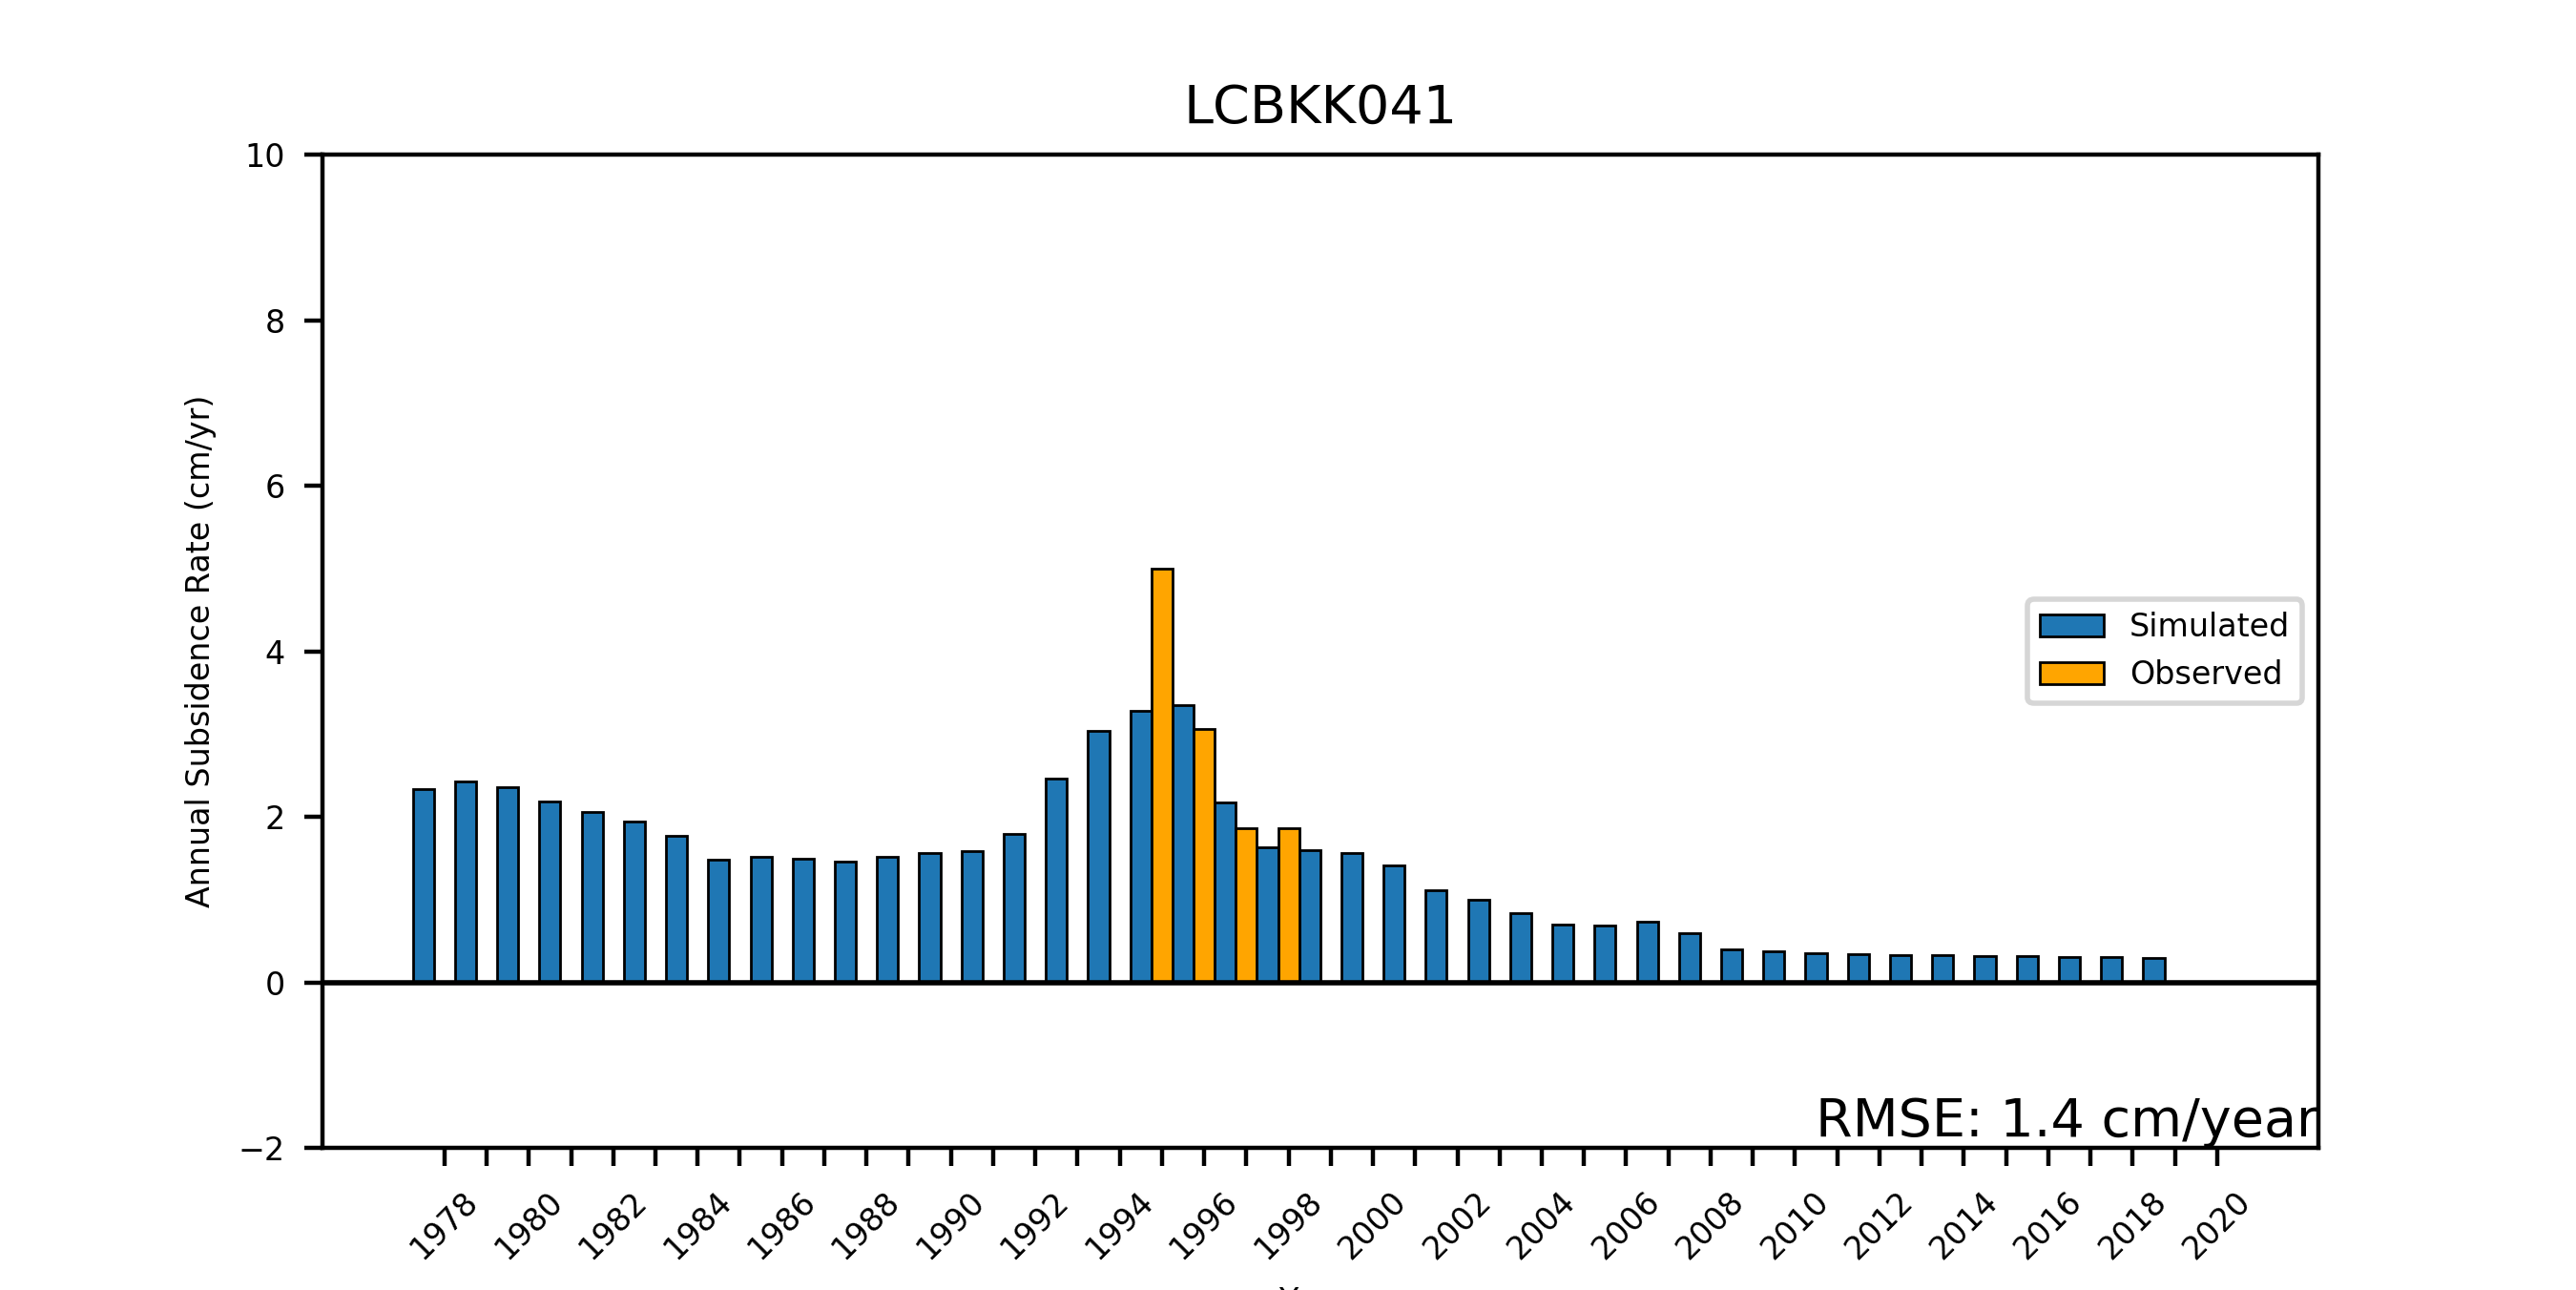 LCBKK041
10
8
6
4
2
0
−2
Annual Subsidence Rate (cm/yr)
Simulated
Observed
RMSE: 1.4 cm/year
1978 1980 1982 1984 1986 1988 1990 1992 1994 1996 1998 2000 2002 2004 2006 2008 2010 2012 2014 2016 2018 2020